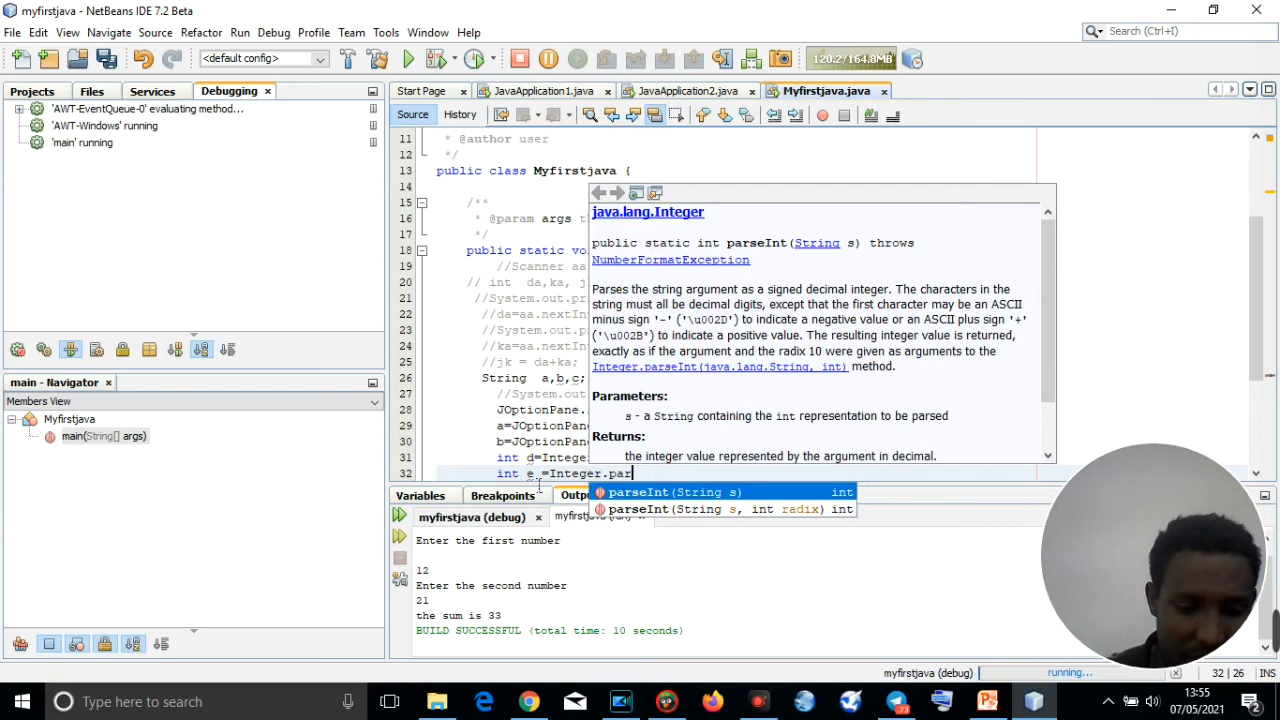 myfirstjava - NetBeans IDE 7.2 Beta
File Edit View Navigate Source Refactor Run Debug Profile Team Tools Window Help
Search (Ctrl+I)
<default config>
120.2/164.8MB
Projects Files Services Debugging
Start Page JavaApplication1.java JavaApplication2.java Myfirstjava.java
'AWT-EventQueue-0' evaluating method...
'AWT-Windows' running
'main' running
Source History
11 * @author user
12 */
13 public class Myfirstjava {
14
15 /**
16 * @param args
17 */
18 public static
19 //Scanner aa
20 // int da,ka, j
21 //System.out.pr
22 //da=aa.nextInt
23 //System.out.pr
24 //ka=aa.nextInt
25 //jk = da+ka;
26 String a,b,c;
27 //System.out.
28 JOptionPane.
29 a=JOptionPane
30 b=JOptionPane
31 int d=Integer
32 int e =Integer.par
java.lang.Integer
public static int parseInt(String s) throws
NumberFormatException
Parses the string argument as a signed decimal integer. The characters in the
string must all be decimal digits, except that the first character may be an ASCII
minus sign '-' ('\u002D') to indicate a negative value or an ASCII plus sign '+'
('\u002B') to indicate a positive value. The resulting integer value is returned,
exactly as if the argument and the radix 10 were given as arguments to the
Integer.parseInt(java.lang.String, int) method.
Parameters:
s - a String containing the int representation to be parsed
Returns:
the integer value represented by the argument in decimal.
parseInt(String s) int
parseInt(String s, int radix) int
main - Navigator
Members View
Myfirstjava
main(String[] args)
Variables Breakpoints
myfirstjava (debug)
Enter the first number
12
Enter the second number
21
the sum is 33
BUILD SUCCESSFUL (total time: 10 seconds)
myfirstjava (debug) running... 32 | 26 INS
Type here to search
73
13:55
07/05/2021
2